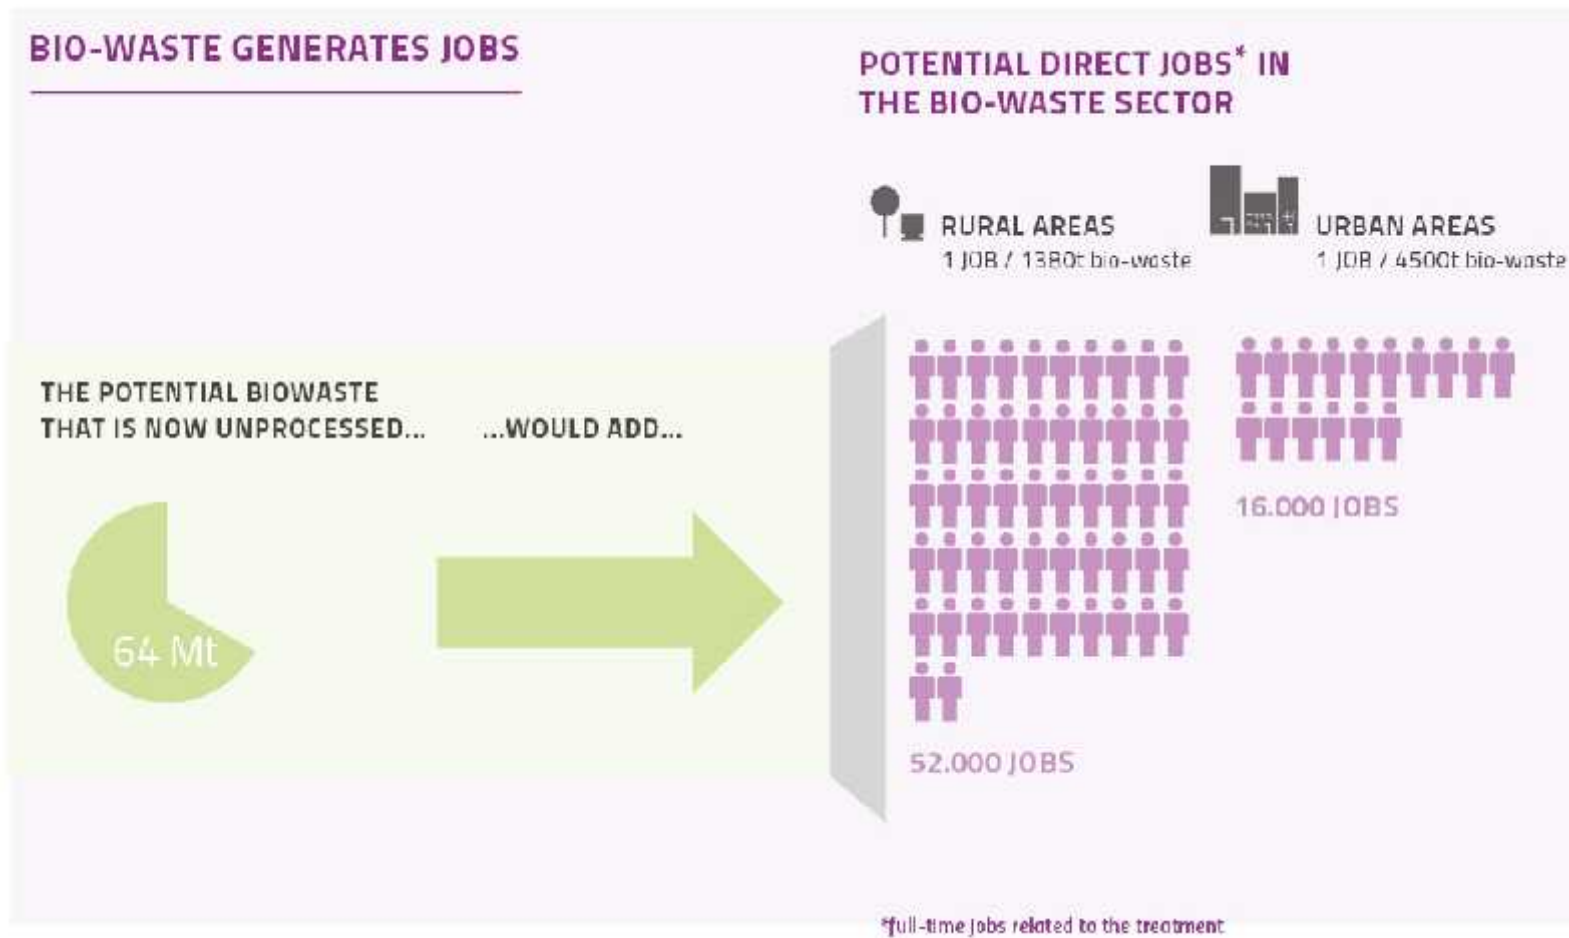 BIO-WASTE GENERATES JOBS
POTENTIAL DIRECT JOBS* IN
THE BIO-WASTE SECTOR
RURAL AREAS
1 JOB / 1380t bio-waste
URBAN AREAS
1 JOB / 4500t bio-waste
THE POTENTIAL BIOWASTE
THAT IS NOW UNPROCESSED...
...WOULD ADD...
64 Mt
16.000 JOBS
52.000 JOBS
*full-time jobs related to the treatment